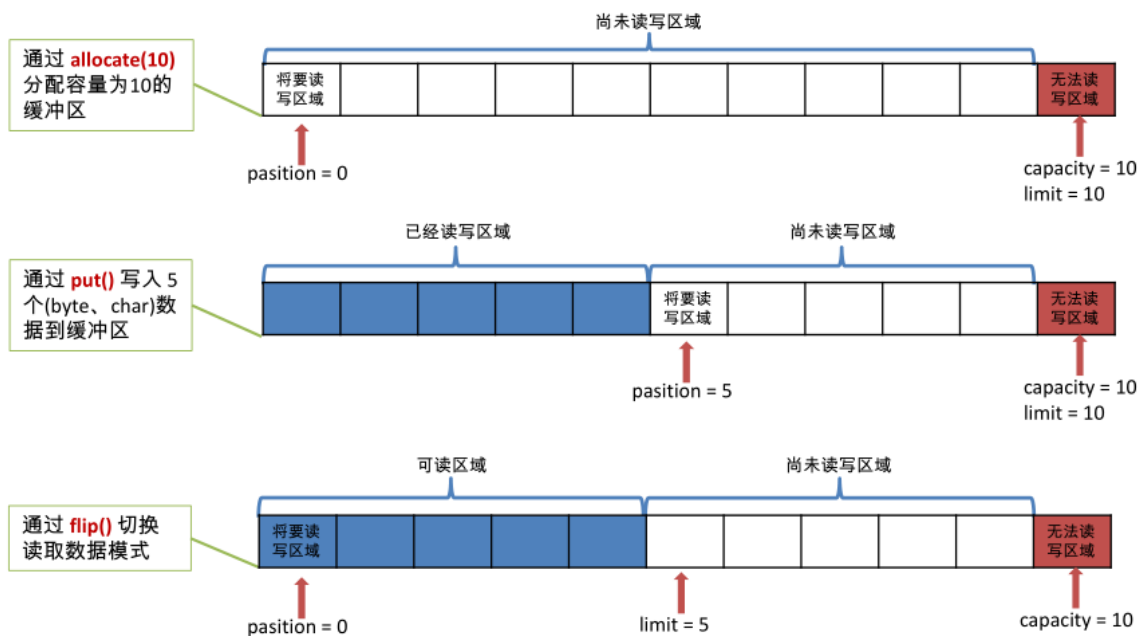 尚未读写区域
通过 allocate(10)
分配容量为10的
缓冲区
将要读
写区域
无法读
写区域
pasition = 0
capacity = 10
limit = 10
已经读写区域
尚未读写区域
通过 put() 写入 5
个(byte、char)数
据到缓冲区
将要读
写区域
无法读
写区域
pasition = 5
capacity = 10
limit = 10
可读区域
尚未读写区域
通过 flip() 切换
读取数据模式
将要读
写区域
无法读
写区域
pasition = 0
limit = 5
capacity = 10